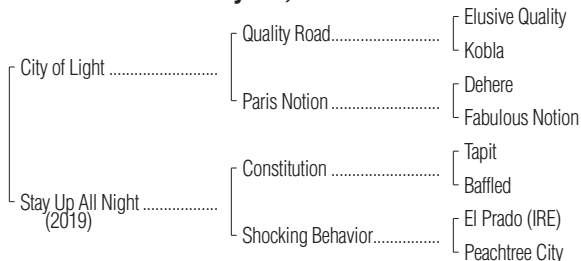 Elusive Quality
Quality Road
Kobla
City of Light
Dehere
Paris Notion
Fabulous Notion
Tapit
Constitution
Baffled
Stay Up All Night
(2019)
El Prado (IRE)
Shocking Behavior
Peachtree City